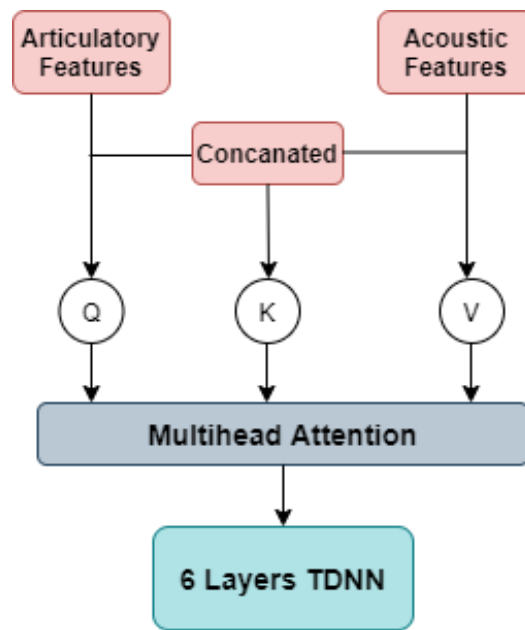 Articulatory
Features
Acoustic
Features
Concanated
Q
K
V
Multihead Attention
6 Layers TDNN